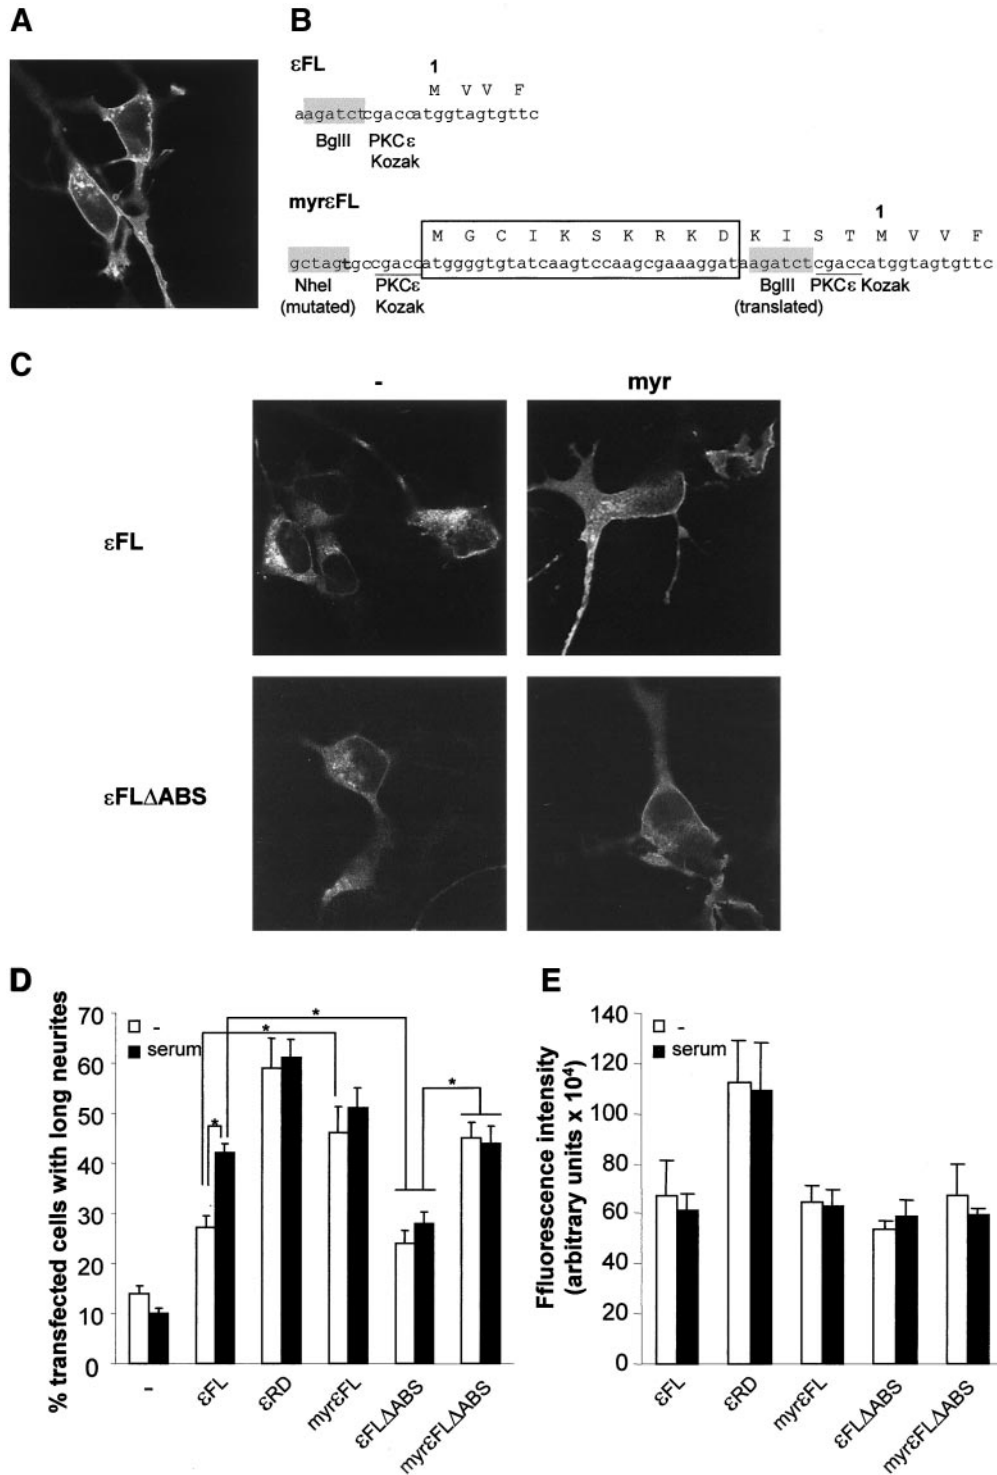 A
B
εFL
1
M V V F
aagatctcgaccatggtagtgttc
BglII PKCε
Kozak
myrεFL
1
M G C I K S K R K D K I S T M V V F
gctagtgccgaccatggggtgtatcaagtccaagcgaaaggataagatctcgaccatggtagtgttc
NheI PKCε BglII PKCε Kozak
(mutated) Kozak (translated)
C
- myr
εFL
εFLΔABS
D
% transfected cells with long neurites
70
60
50
40
30
20
10
0
-
serum
*
*
*
*
- εFL εRD myrεFL εFLΔABS myrεFLΔABS
E
Ffluorescence intensity
(arbitrary units x 10⁴)
140
120
100
80
60
40
20
0
-
serum
εFL εRD myrεFL εFLΔABS myrεFLΔABS